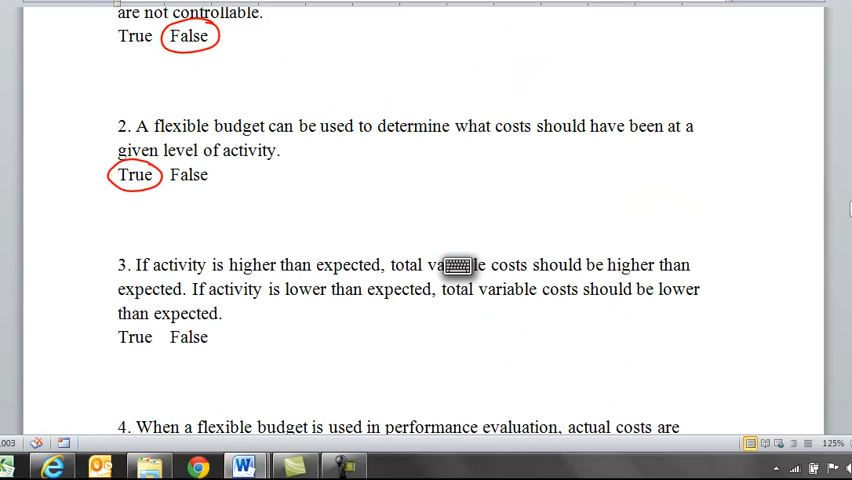 are not controllable.
True False
2. A flexible budget can be used to determine what costs should have been at a
given level of activity.
True False
3. If activity is higher than expected, total va le costs should be higher than
expected. If activity is lower than expected, total variable costs should be lower
than expected.
True False
4. When a flexible budget is used in performance evaluation, actual costs are
,003
125%